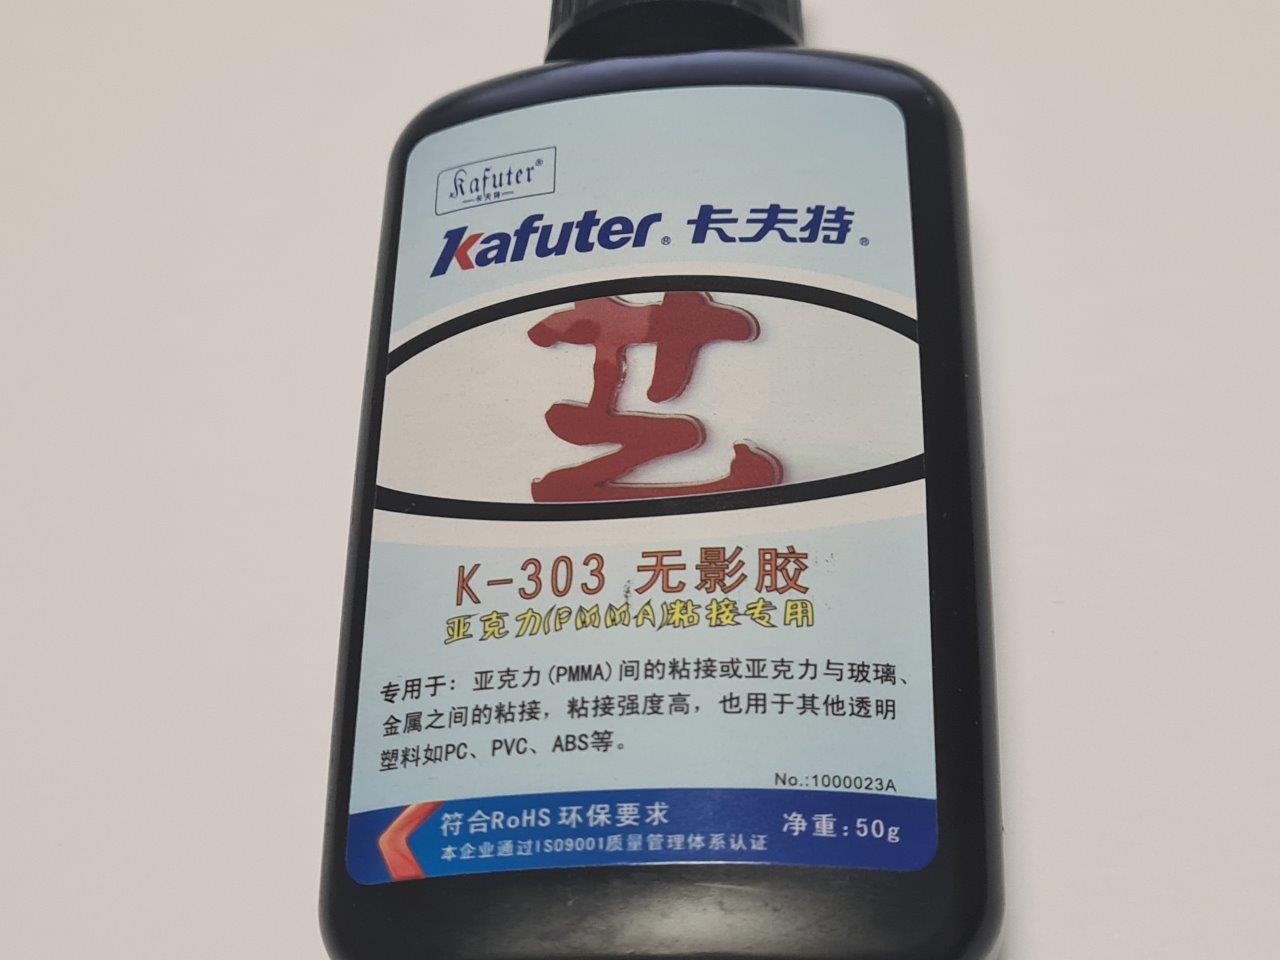 Kafuter®
卡夫特
Kafuter® 卡夫特®
艺
K-303 无影胶
亚克力(PMMA)粘接专用
专用于：亚克力(PMMA)间的粘接或亚克力与玻璃、
金属之间的粘接，粘接强度高，也用于其他透明
塑料如PC、PVC、ABS等。
No.:1000023A
符合RoHS环保要求
本企业通过ISO9001质量管理体系认证
净重：50g